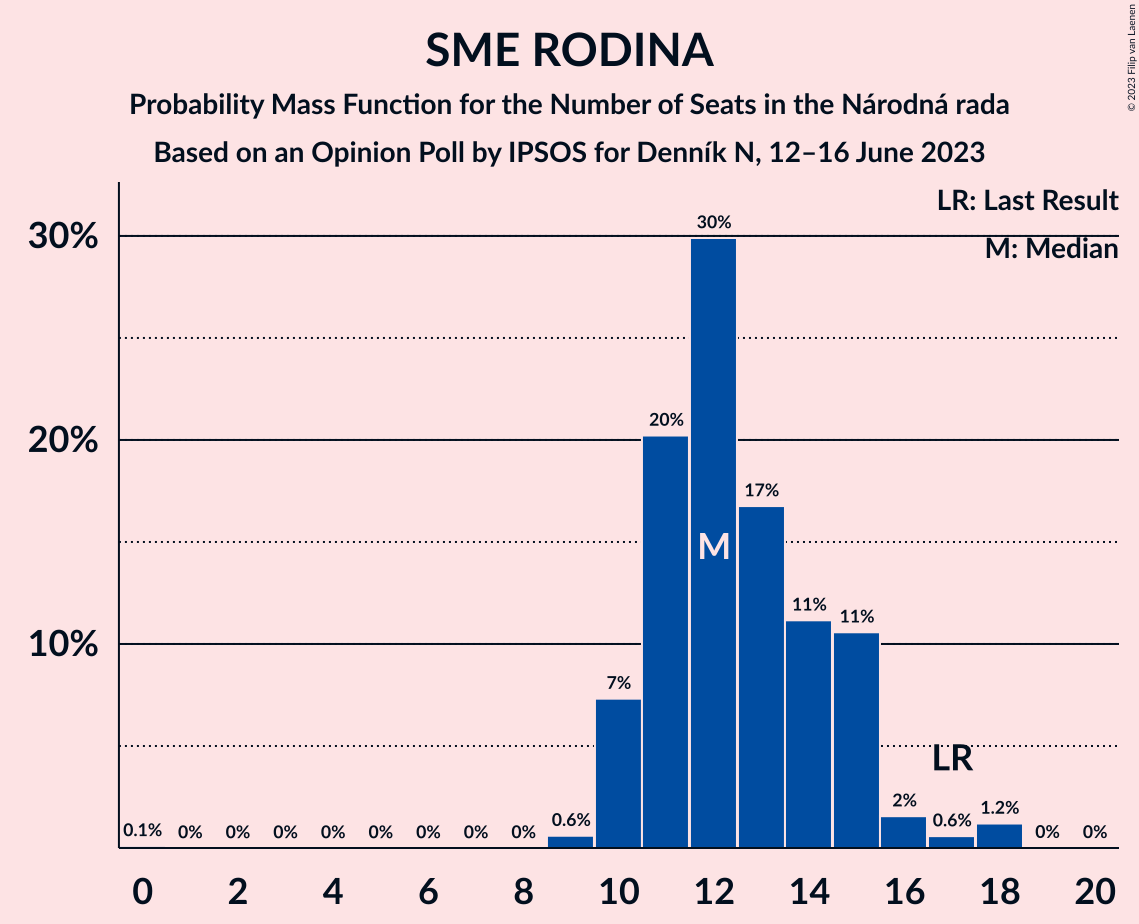 SME RODINA
Probability Mass Function for the Number of Seats in the Národná rada
Based on an Opinion Poll by IPSOS for Denník N, 12–16 June 2023
© 2023 Filip van Laenen
LR: Last Result
M: Median
30%
20%
10%
0.1%
0%
0%
0%
0%
0%
0%
0%
0%
0.6%
7%
20%
30%
17%
11%
11%
2%
0.6%
1.2%
0%
0%
M
LR
0 2 4 6 8 10 12 14 16 18 20